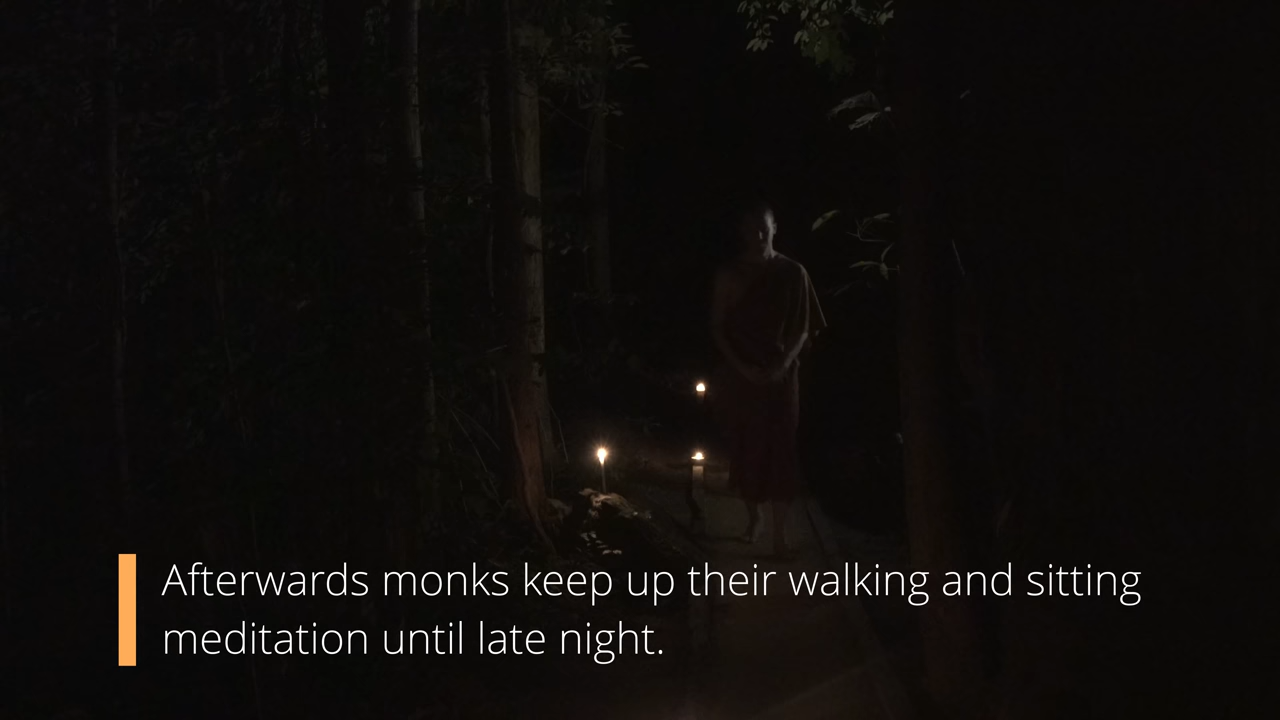 Afterwards monks keep up their walking and sitting
meditation until late night.